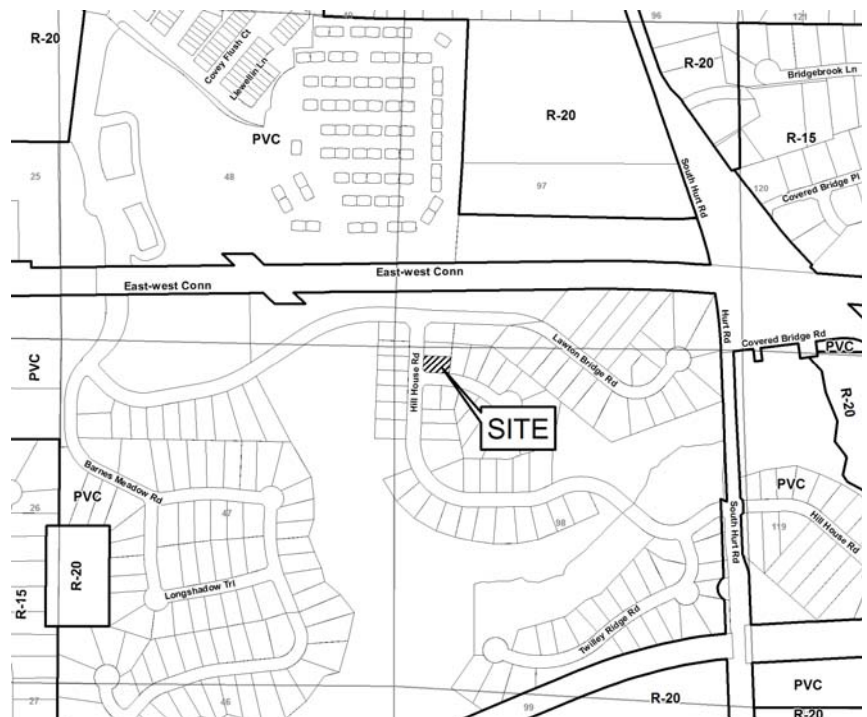 49
96
121
R-20
Covey Flush Ct
Llewellin Ln
R-20
Bridgebrook Ln
PVC
R-20
R-15
25
48
97
South Hurt Rd
120
Covered Bridge Pl
East-west Conn
East-west Conn
Hurt Rd
Covered Bridge Rd
PVC
PVC
Lawton Bridge Rd
Hill House Rd
R-20
SITE
Barnes Meadow Rd
PVC
PVC
26
47
98
South Hurt Rd
119
Hill House Rd
R-20
R-15
Longshadow Trl
Twilley Ridge Rd
27
46
99
R-20
PVC
R-20